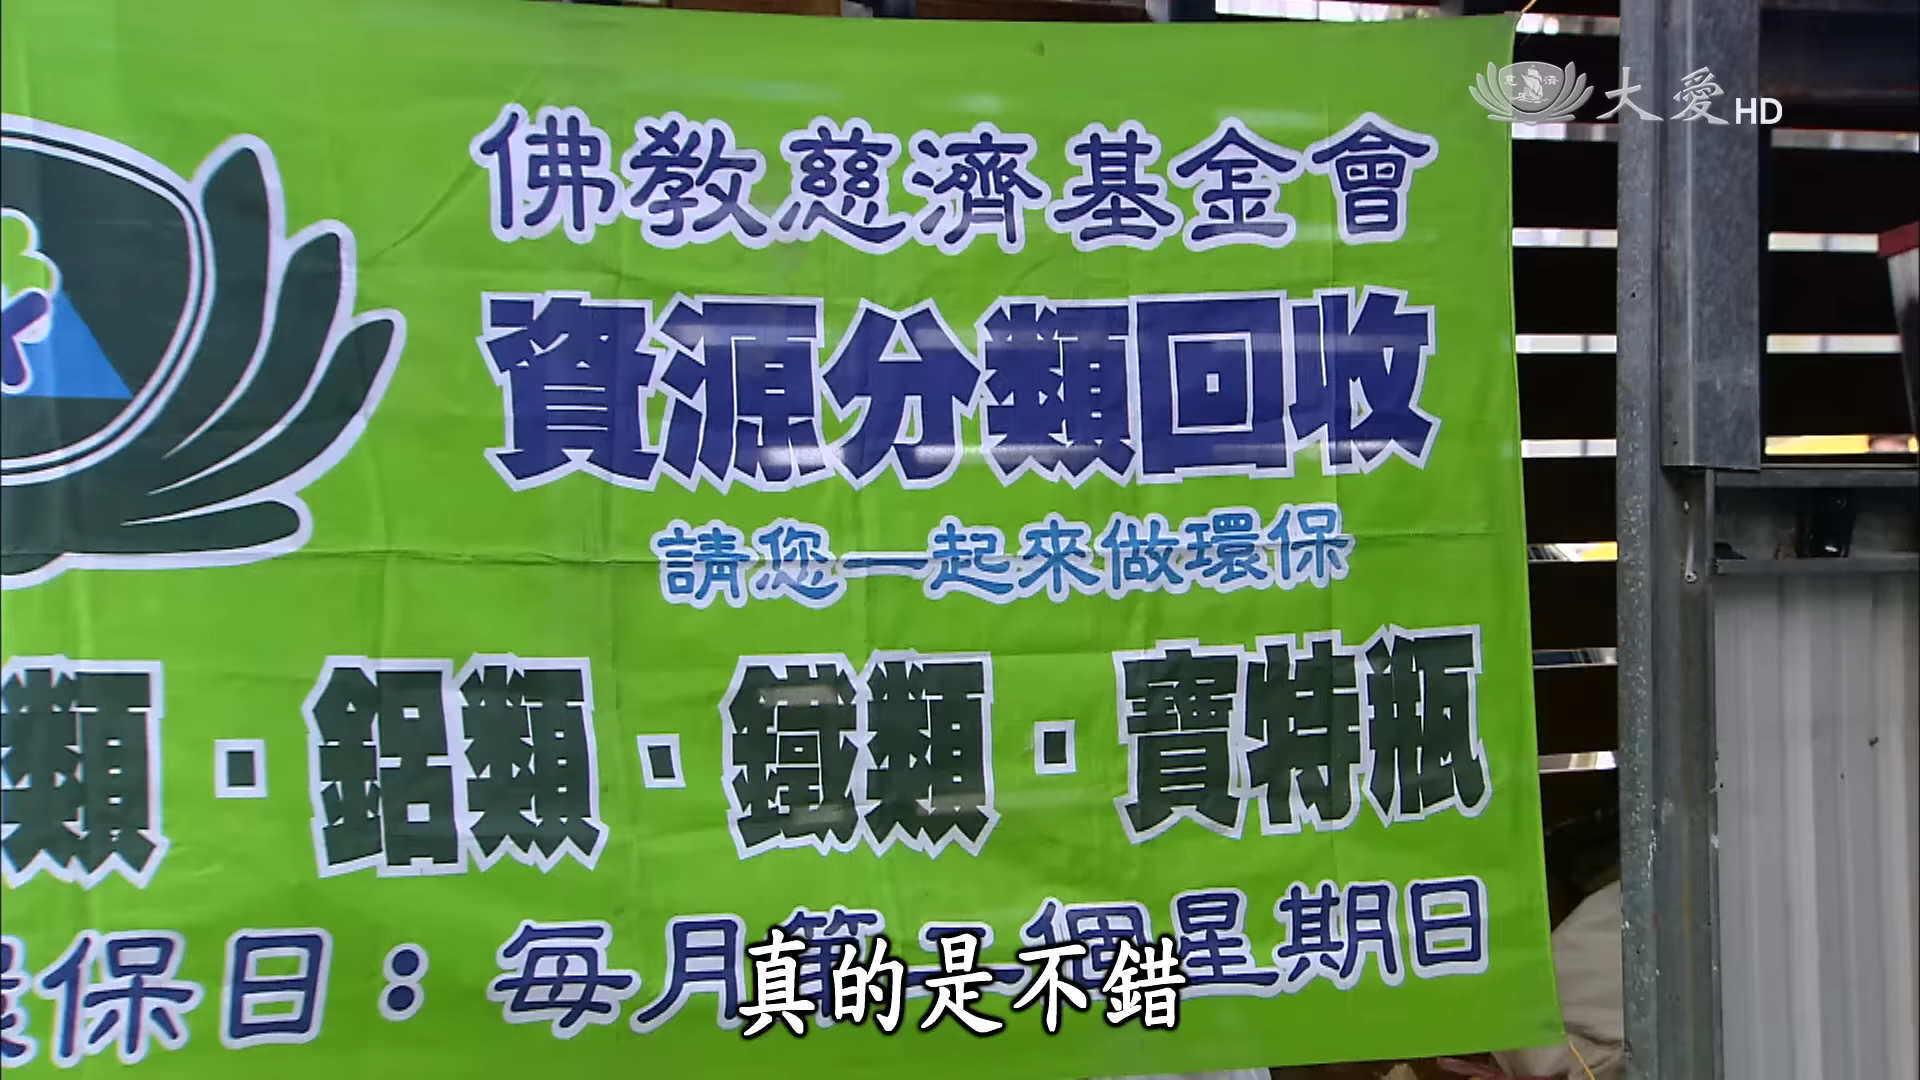 大愛HD
佛教慈濟基金會
資源分類回收
請您一起來做環保
類・鋁類・鐵類・寶特瓶
環保日：每月第二個星期日
真的是不錯